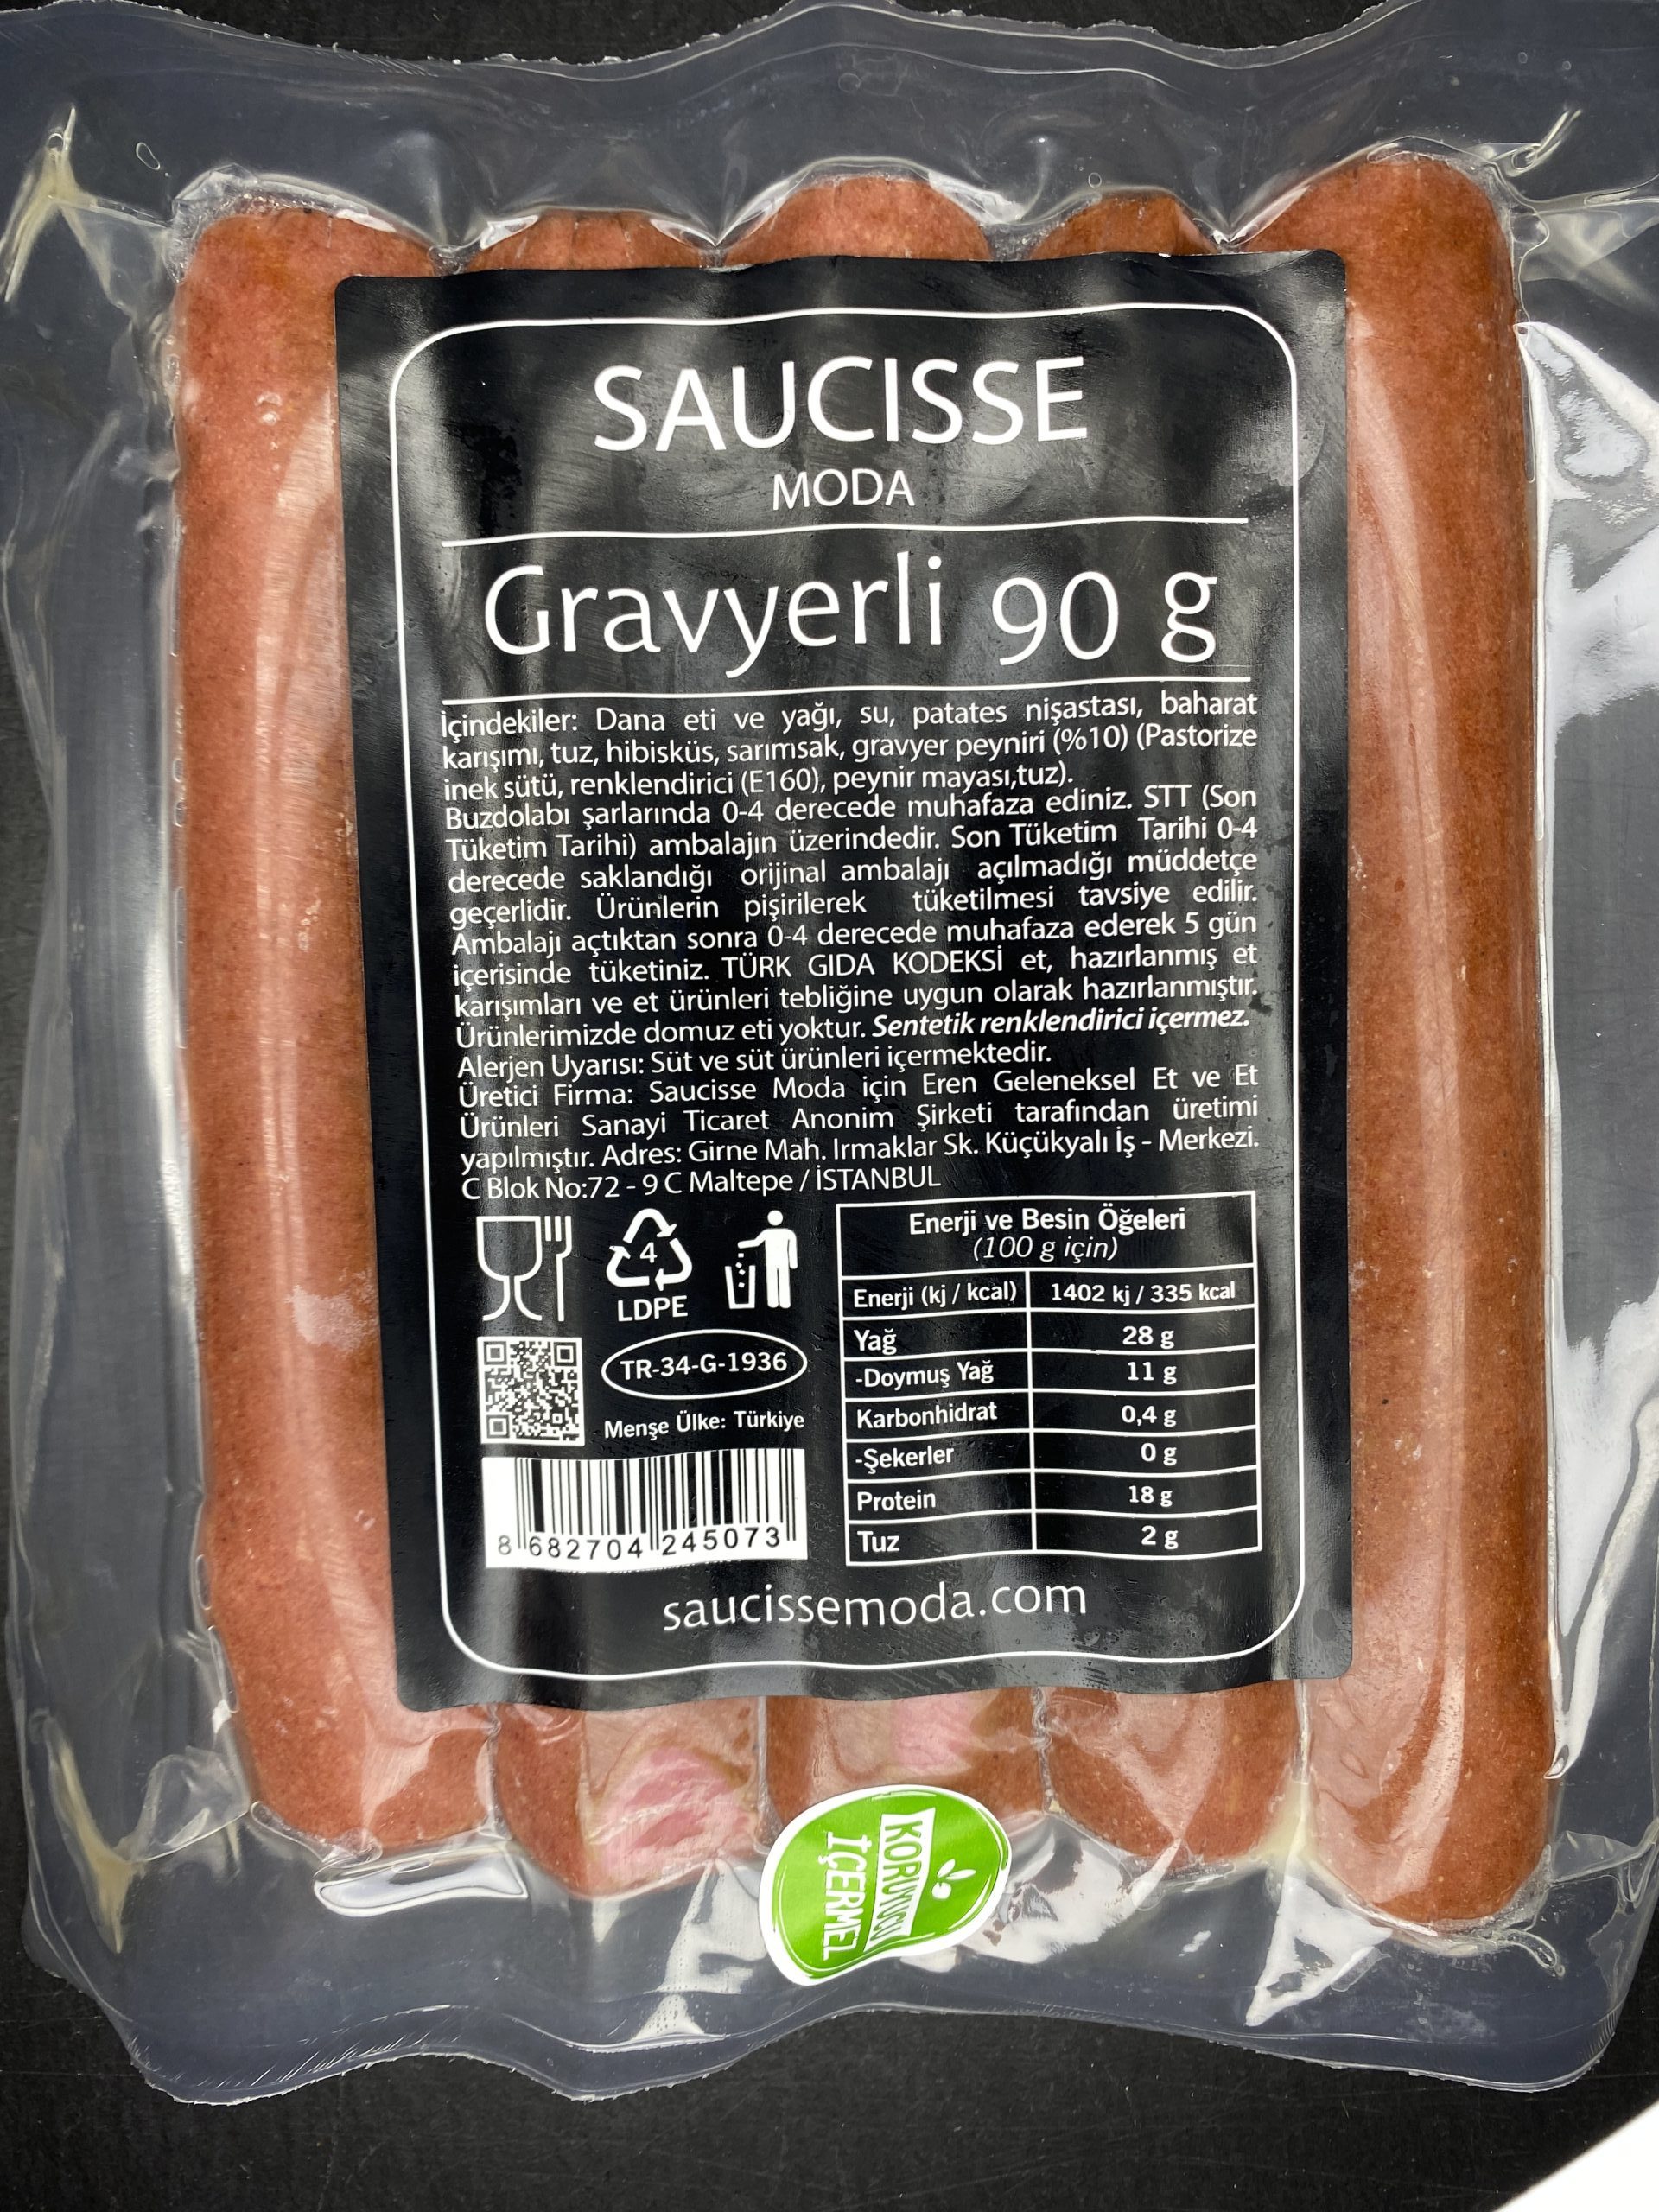 SAUCISSE
MODA
Gravyerli 90 g
İçindekiler: Dana eti ve yağı, su, patates nişastası, baharat
karışımı, tuz, hibisküs, sarımsak, gravyer peyniri (%10) (Pastorize
inek sütü, renklendirici (E160), peynir mayası,tuz).
Buzdolabı şarlarında 0-4 derecede muhafaza ediniz. STT (Son
Tüketim Tarihi) ambalajın üzerindedir. Son Tüketim Tarihi 0-4
derecede saklandığı orijinal ambalajı açılmadığı müddetçe
geçerlidir. Ürünlerin pişirilerek tüketilmesi tavsiye edilir.
Ambalajı açtıktan sonra 0-4 derecede muhafaza ederek 5 gün
içerisinde tüketiniz. TÜRK GIDA KODEKSİ et, hazırlanmış et
karışımları ve et ürünleri tebliğine uygun olarak hazırlanmıştır.
Ürünlerimizde domuz eti yoktur. Sentetik renklendirici içermez.
Alerjen Uyarısı: Süt ve süt ürünleri içermektedir.
Üretici Firma: Saucisse Moda için Eren Geleneksel Et ve Et
Ürünleri Sanayi Ticaret Anonim Şirketi tarafından üretimi
yapılmıştır. Adres: Girne Mah. Irmaklar Sk. Küçükyalı İş - Merkezi.
C Blok No:72 - 9 C Maltepe / İSTANBUL
4
LDPE
TR-34-G-1936
Menşe Ülke: Türkiye
8 682704 245073
Enerji ve Besin Öğeleri
(100 g için)
Enerji (kj / kcal) 1402 kj / 335 kcal
Yağ 28 g
-Doymuş Yağ 11 g
Karbonhidrat 0,4 g
-Şekerler 0 g
Protein 18 g
Tuz 2 g
saucissemoda.com
KORUYUCU
İÇERMEZ